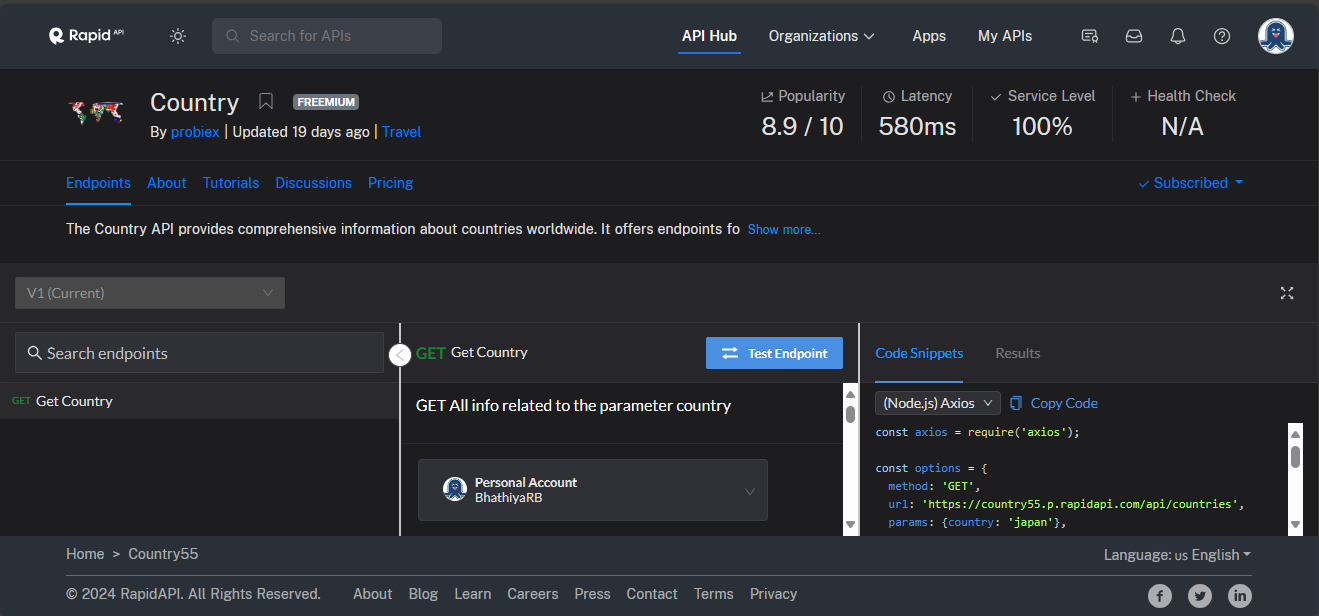 Rapid API
Search for APIs
API Hub
Organizations
Apps
My APIs
Country
FREEMIUM
By probiex | Updated 19 days ago | Travel
Popularity
8.9 / 10
Latency
580ms
Service Level
100%
Health Check
N/A
Endpoints
About
Tutorials
Discussions
Pricing
Subscribed
The Country API provides comprehensive information about countries worldwide. It offers endpoints fo Show more...
V1 (Current)
Search endpoints
GET Get Country
GET Get Country
Test Endpoint
GET All info related to the parameter country
Personal Account
BhathiyaRB
Code Snippets
Results
(Node.js) Axios
Copy Code
const axios = require('axios');
const options = {
method: 'GET',
url: 'https://country55.p.rapidapi.com/api/countries',
params: {country: 'japan'},
Home > Country55
Language: us English
© 2024 RapidAPI. All Rights Reserved.
About
Blog
Learn
Careers
Press
Contact
Terms
Privacy